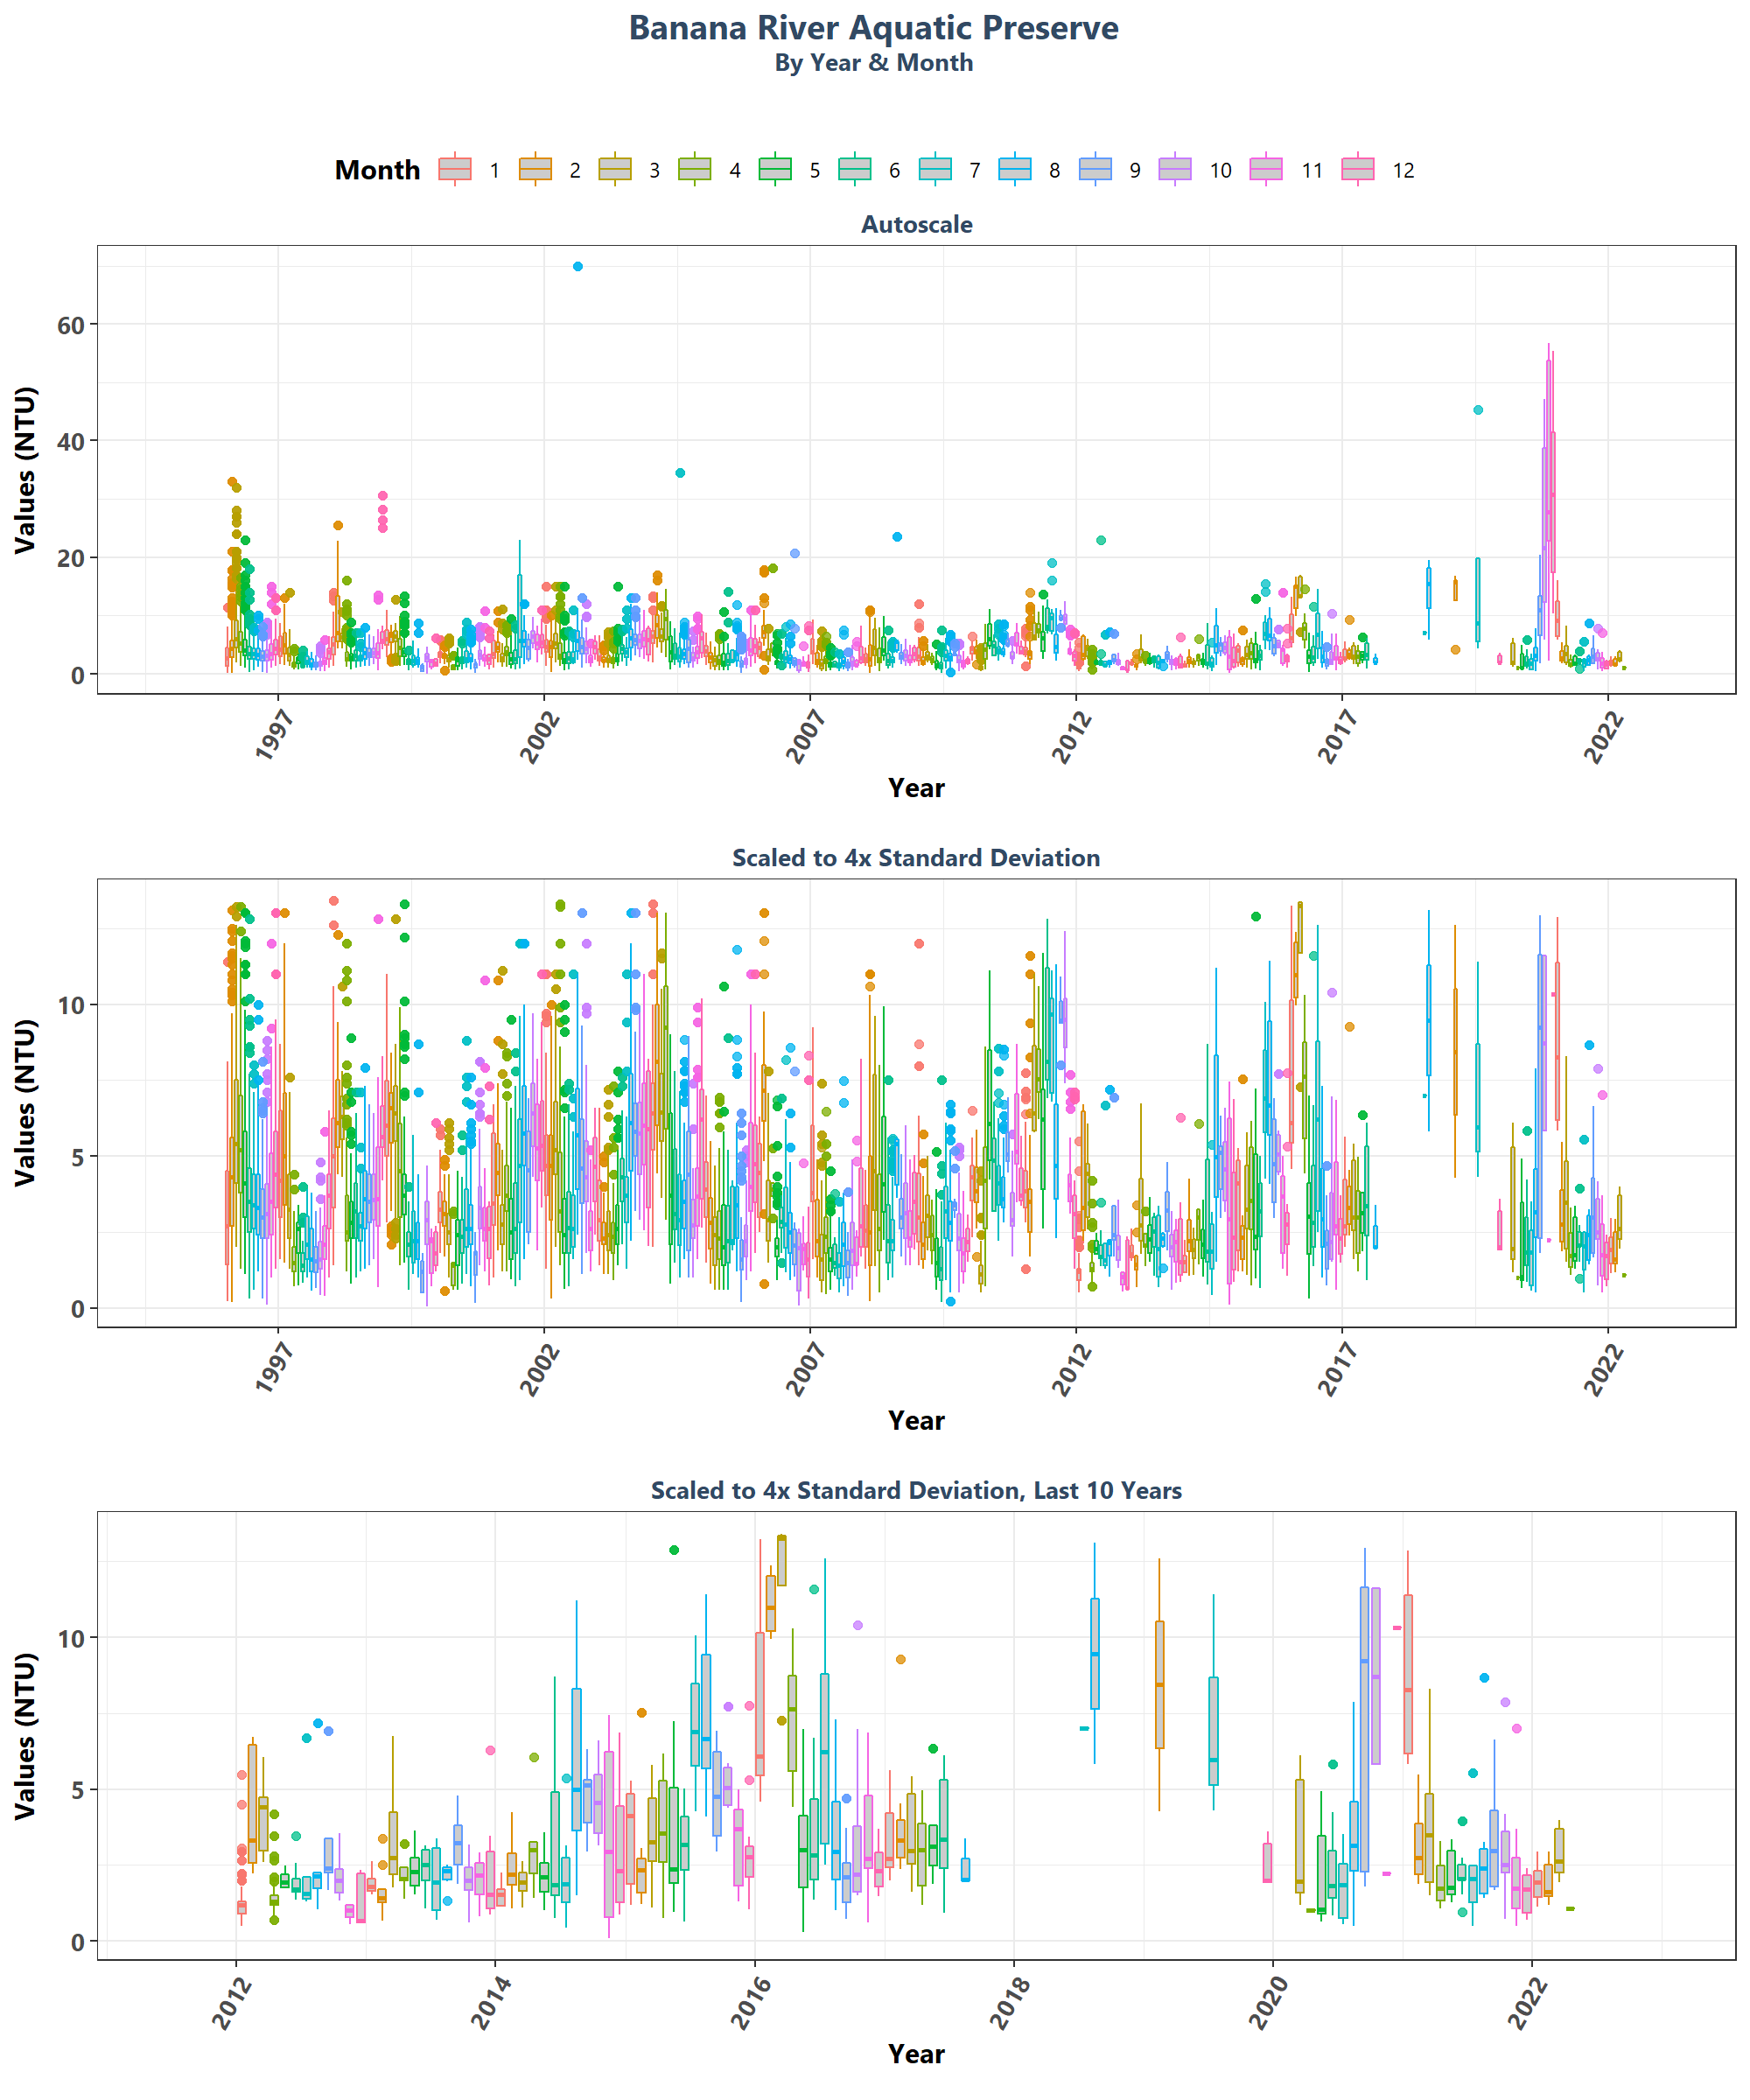 Banana River Aquatic Preserve
By Year & Month
Month 1 2 3 4 5 6 7 8 9 10 11 12
Autoscale
Values (NTU)
60
40
20
0
1997 2002 2007 2012 2017 2022
Year
Scaled to 4x Standard Deviation
Values (NTU)
10
5
0
1997 2002 2007 2012 2017 2022
Year
Scaled to 4x Standard Deviation, Last 10 Years
Values (NTU)
10
5
0
2012 2014 2016 2018 2020 2022
Year